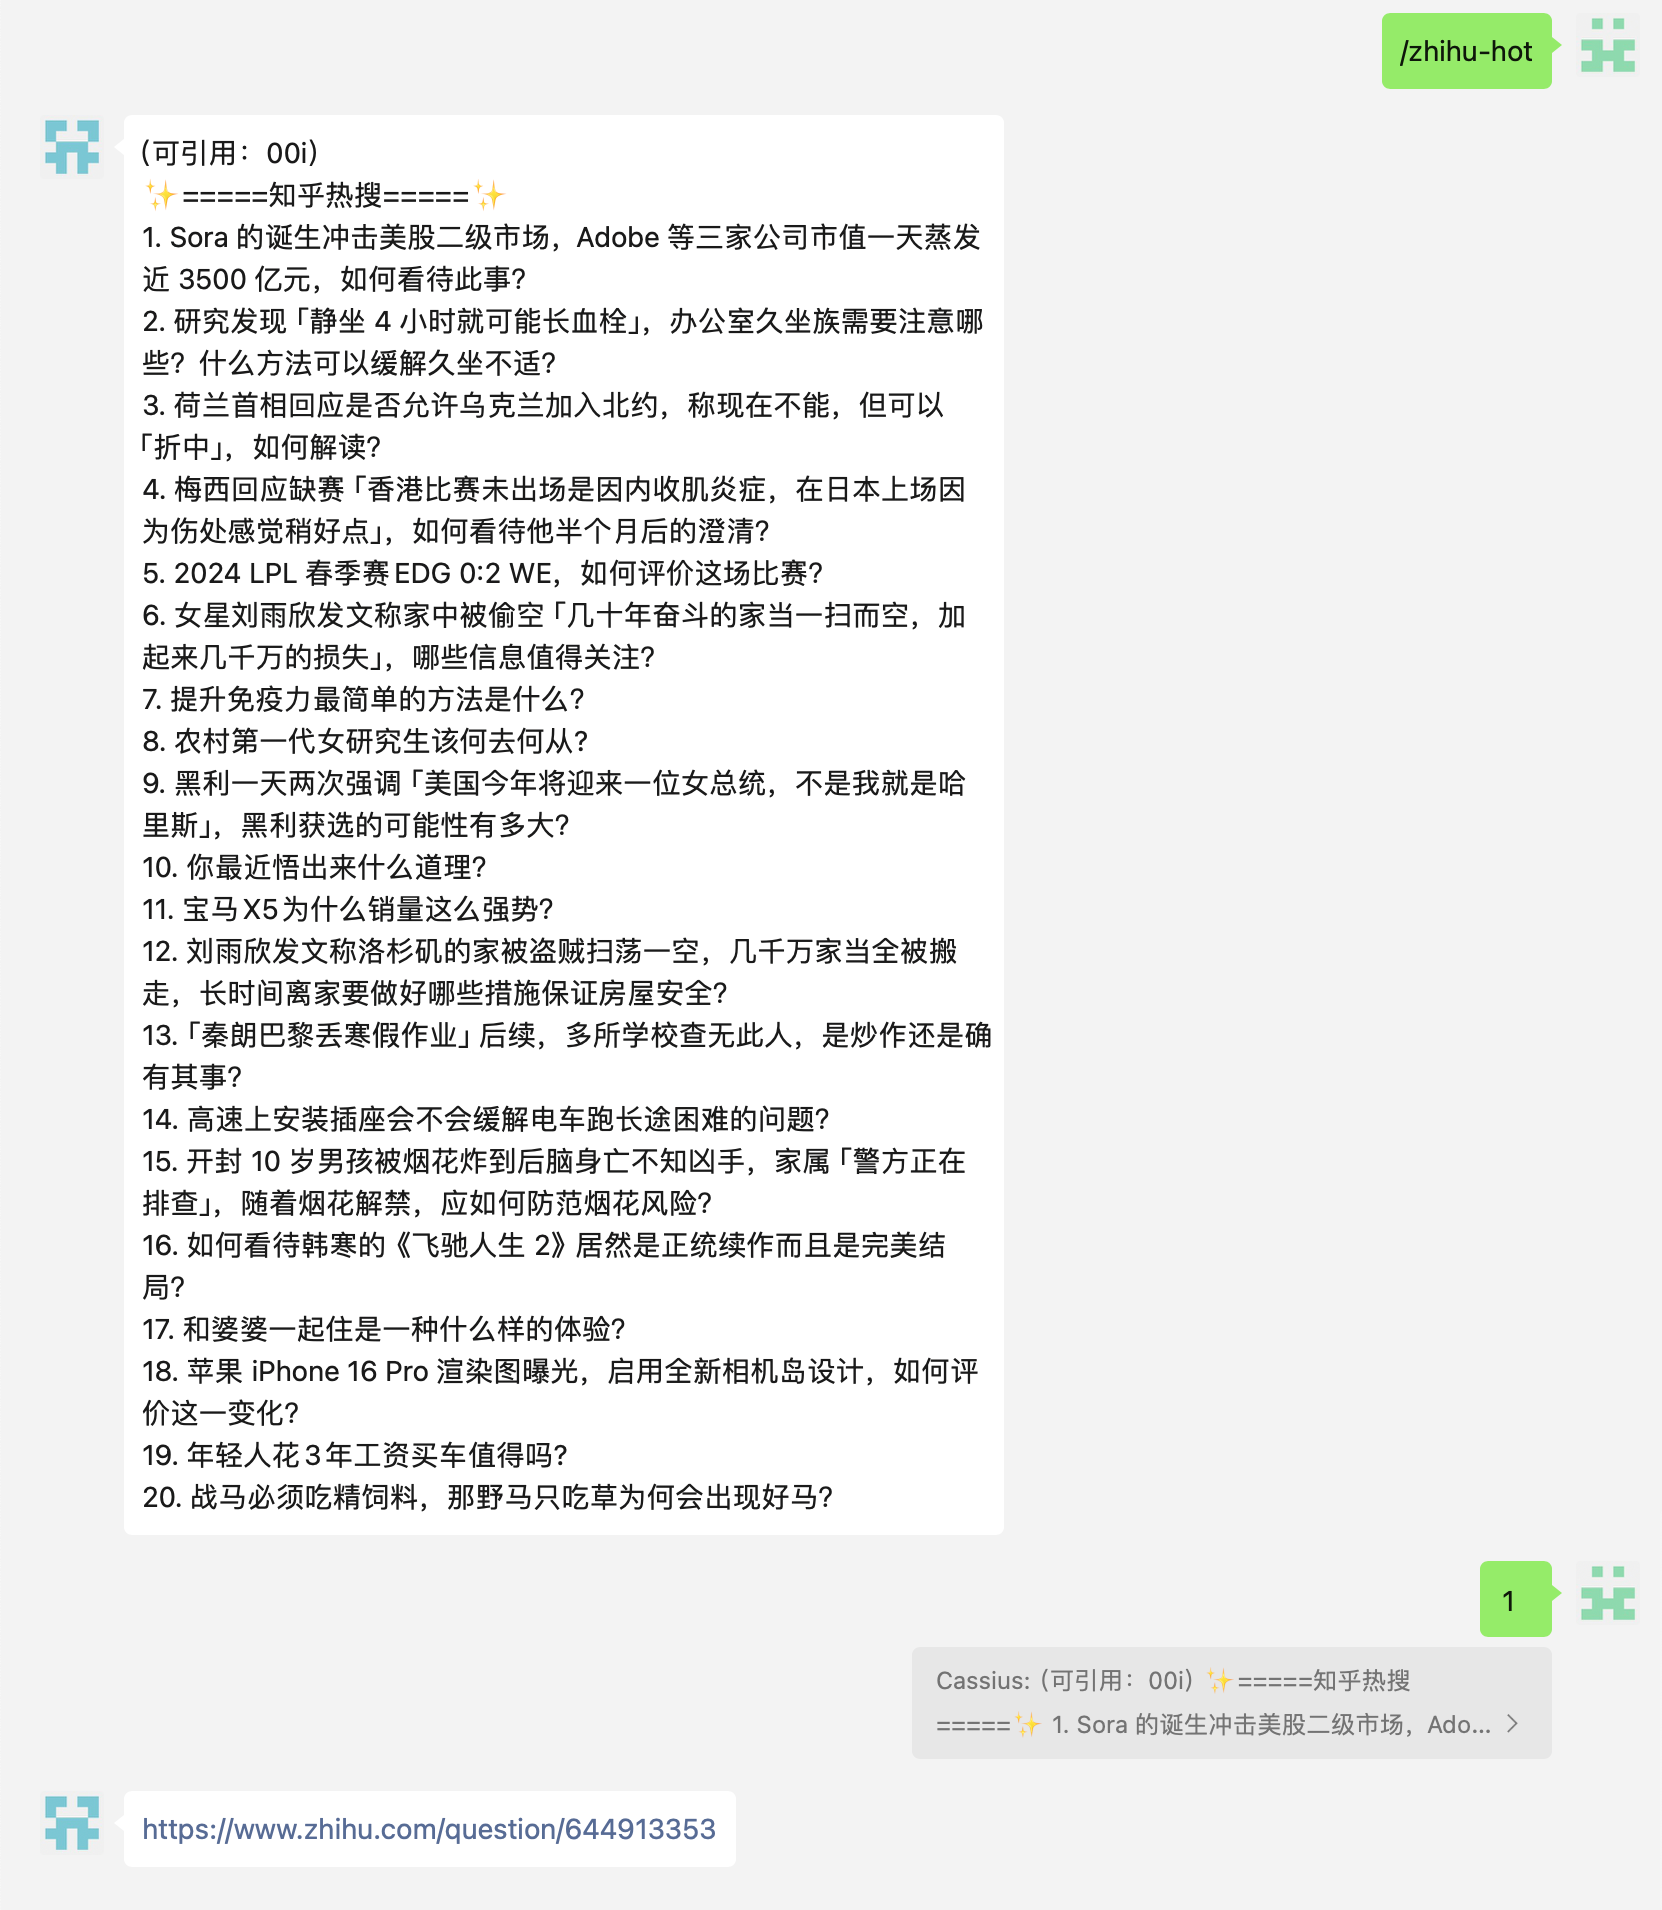 /zhihu-hot
（可引用：00i）
✨=====知乎热搜=====✨
1. Sora 的诞生冲击美股二级市场，Adobe 等三家公司市值一天蒸发
近 3500 亿元，如何看待此事？
2. 研究发现「静坐 4 小时就可能长血栓」，办公室久坐族需要注意哪
些？什么方法可以缓解久坐不适？
3. 荷兰首相回应是否允许乌克兰加入北约，称现在不能，但可以
「折中」，如何解读？
4. 梅西回应缺赛「香港比赛未出场是因内收肌炎症，在日本上场因
为伤处感觉稍好点」，如何看待他半个月后的澄清？
5. 2024 LPL 春季赛EDG 0:2 WE，如何评价这场比赛？
6. 女星刘雨欣发文称家中被偷空「几十年奋斗的家当一扫而空，加
起来几千万的损失」，哪些信息值得关注？
7. 提升免疫力最简单的方法是什么？
8. 农村第一代女研究生该何去何从？
9. 黑利一天两次强调「美国今年将迎来一位女总统，不是我就是哈
里斯」，黑利获选的可能性有多大？
10. 你最近悟出来什么道理？
11. 宝马X5为什么销量这么强势？
12. 刘雨欣发文称洛杉矶的家被盗贼扫荡一空，几千万家当全被搬
走，长时间离家要做好哪些措施保证房屋安全？
13.「秦朗巴黎丢寒假作业」后续，多所学校查无此人，是炒作还是确
有其事？
14. 高速上安装插座会不会缓解电车跑长途困难的问题？
15. 开封 10 岁男孩被烟花炸到后脑身亡不知凶手，家属「警方正在
排查」，随着烟花解禁，应如何防范烟花风险？
16. 如何看待韩寒的《飞驰人生 2》居然是正统续作而且是完美结
局？
17. 和婆婆一起住是一种什么样的体验？
18. 苹果 iPhone 16 Pro 渲染图曝光，启用全新相机岛设计，如何评
价这一变化？
19. 年轻人花3年工资买车值得吗？
20. 战马必须吃精饲料，那野马只吃草为何会出现好马？
1
Cassius:（可引用：00i）✨=====知乎热搜
=====✨ 1. Sora 的诞生冲击美股二级市场，Ado...
https://www.zhihu.com/question/644913353